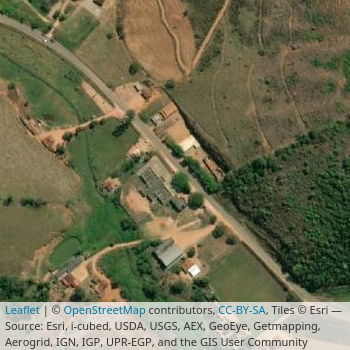 Leaflet | © OpenStreetMap contributors, CC-BY-SA, Tiles © Esri —
Source: Esri, i-cubed, USDA, USGS, AEX, GeoEye, Getmapping,
Aerogrid, IGN, IGP, UPR-EGP, and the GIS User Community